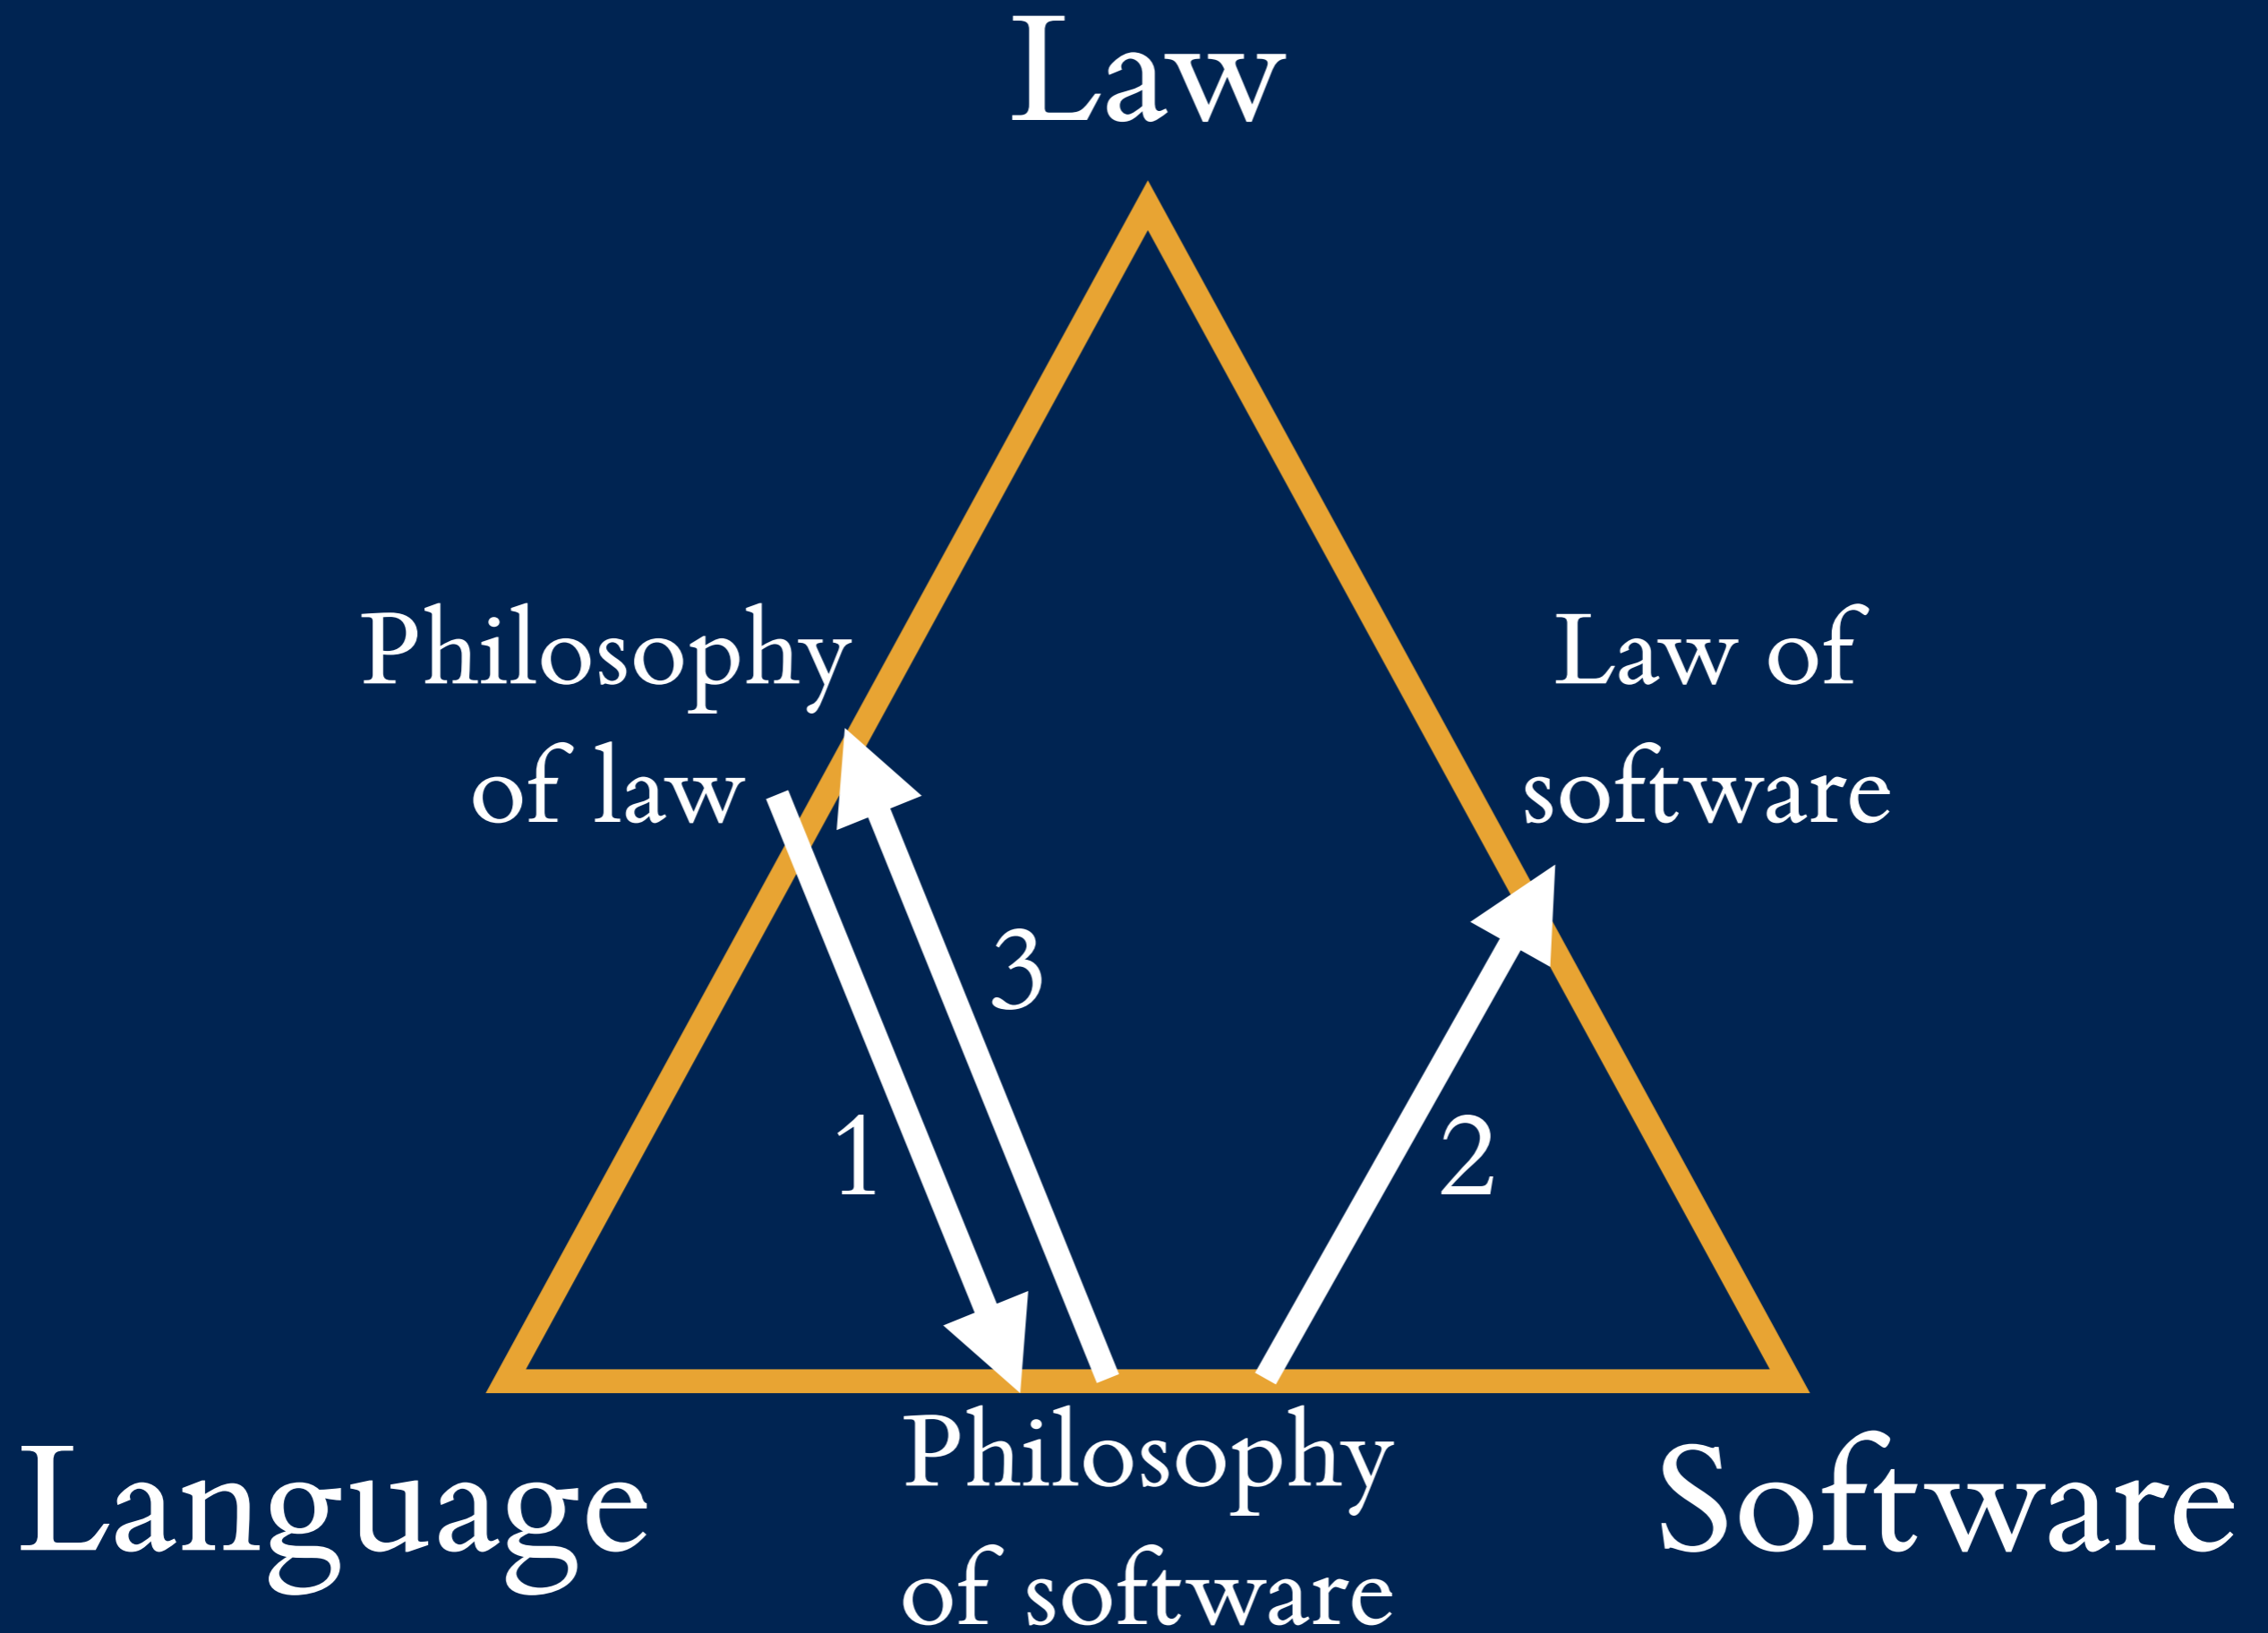 Law
Philosophy
of law
Law of
software
3
1
2
Language
Philosophy
of software
Software